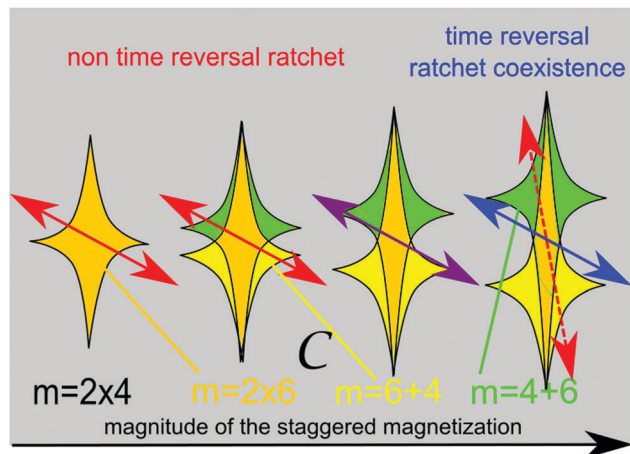 non time reversal ratchet
time reversal
ratchet coexistence
C
m=2x4
m=2x6
m=6+4
m=4+6
magnitude of the staggered magnetization